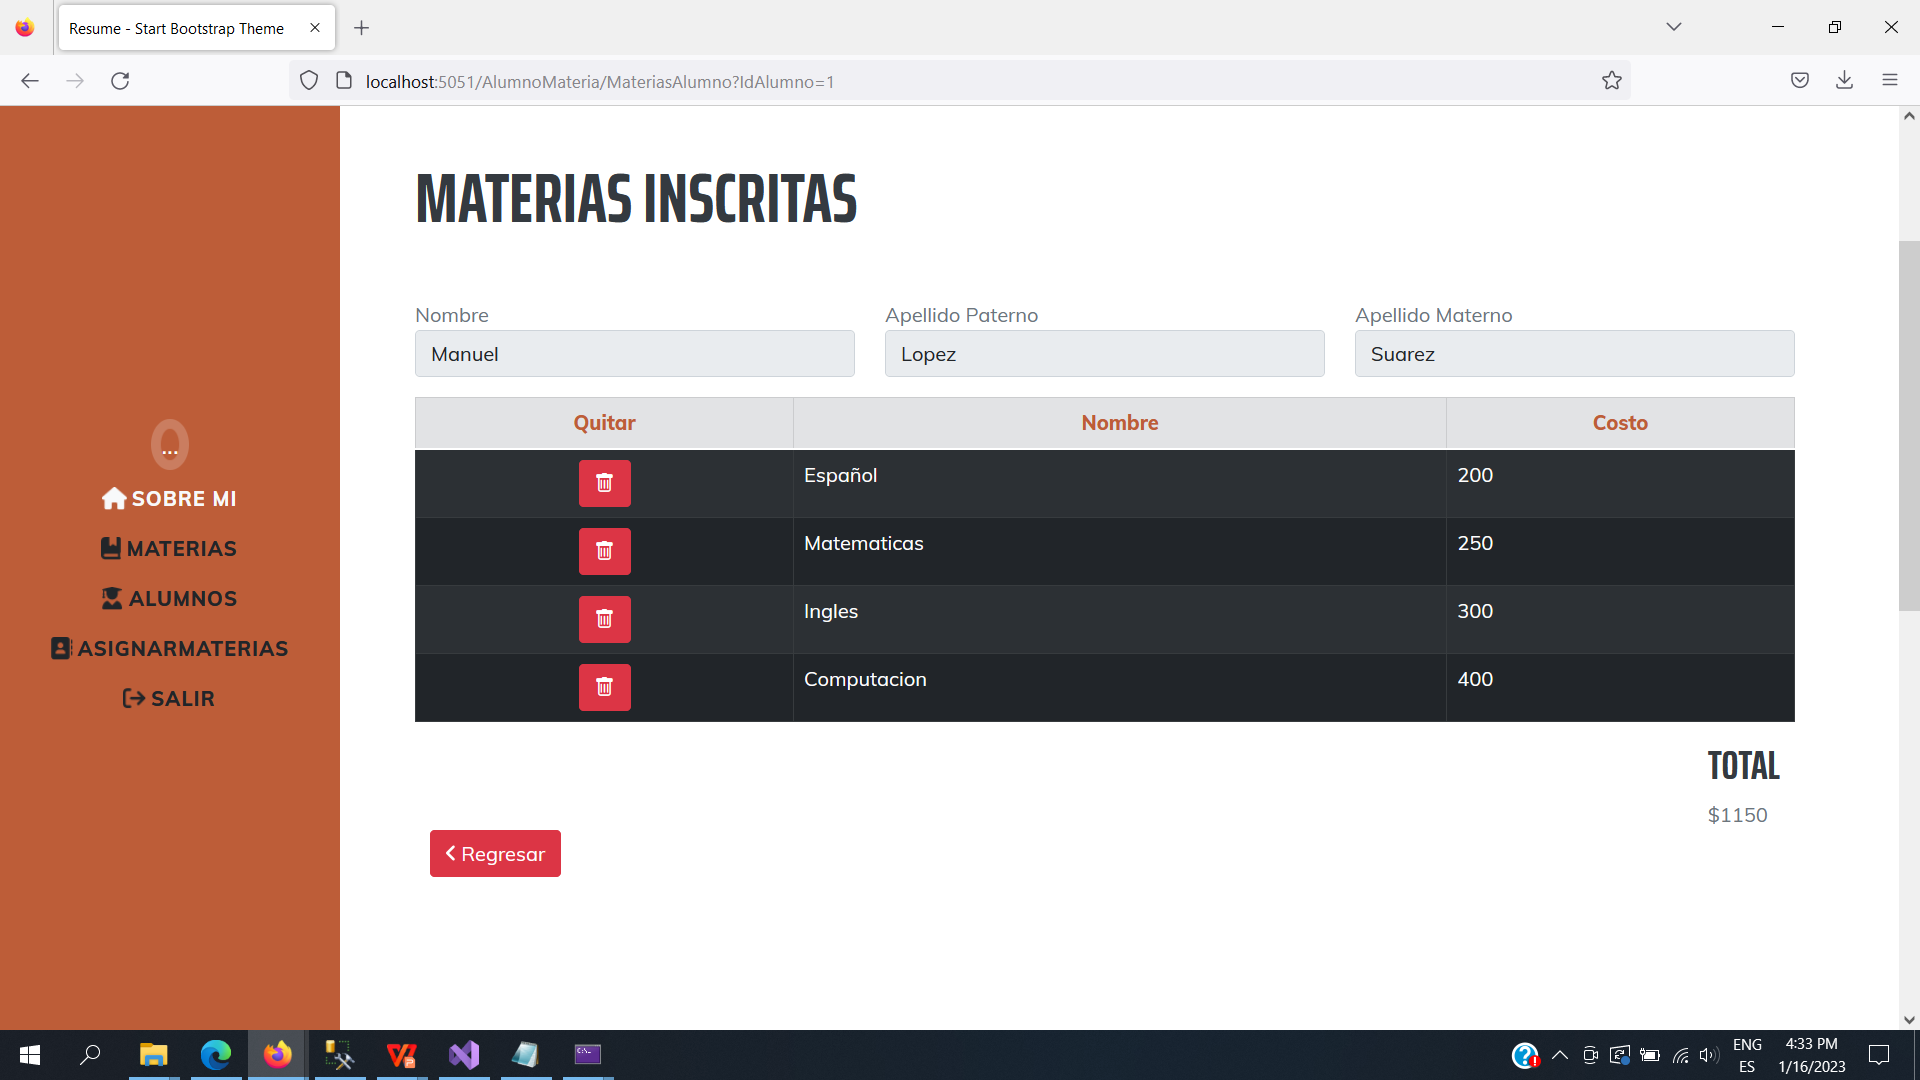 Resume - Start Bootstrap Theme
localhost:5051/AlumnoMateria/MateriasAlumno?IdAlumno=1
...
SOBRE MI
MATERIAS
ALUMNOS
ASIGNARMATERIAS
SALIR
MATERIAS INSCRITAS
Nombre Apellido Paterno Apellido Materno
Manuel Lopez Suarez
Quitar Nombre Costo
Español 200
Matematicas 250
Ingles 300
Computacion 400
TOTAL
$1150
Regresar
ENG 4:33 PM
ES 1/16/2023